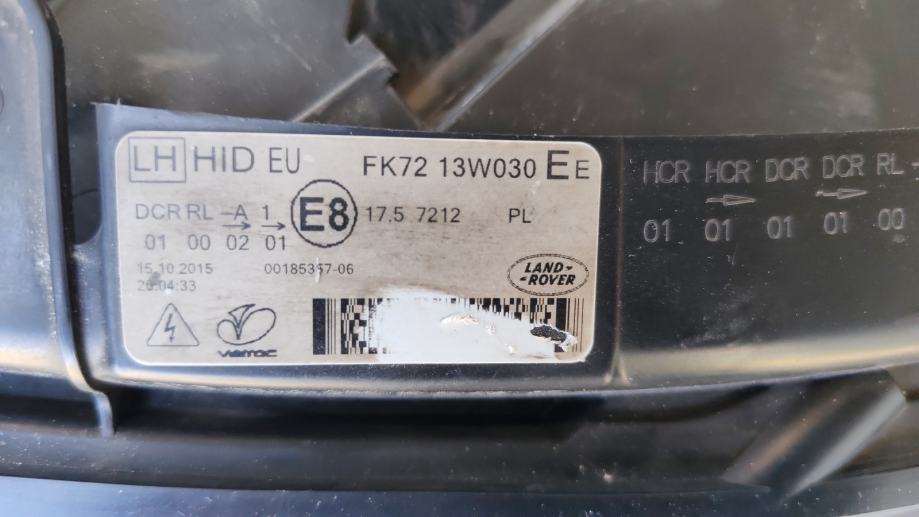 LH HID EU FK72 13W030 E E
DCR RL -A 1 E8 17.5 7212 PL
01 00 02 01
15.10.2015 00185357-06
20:04:33
LAND-
-ROVER
HCR HCR DCR DCR RL
01 01 01 01 00